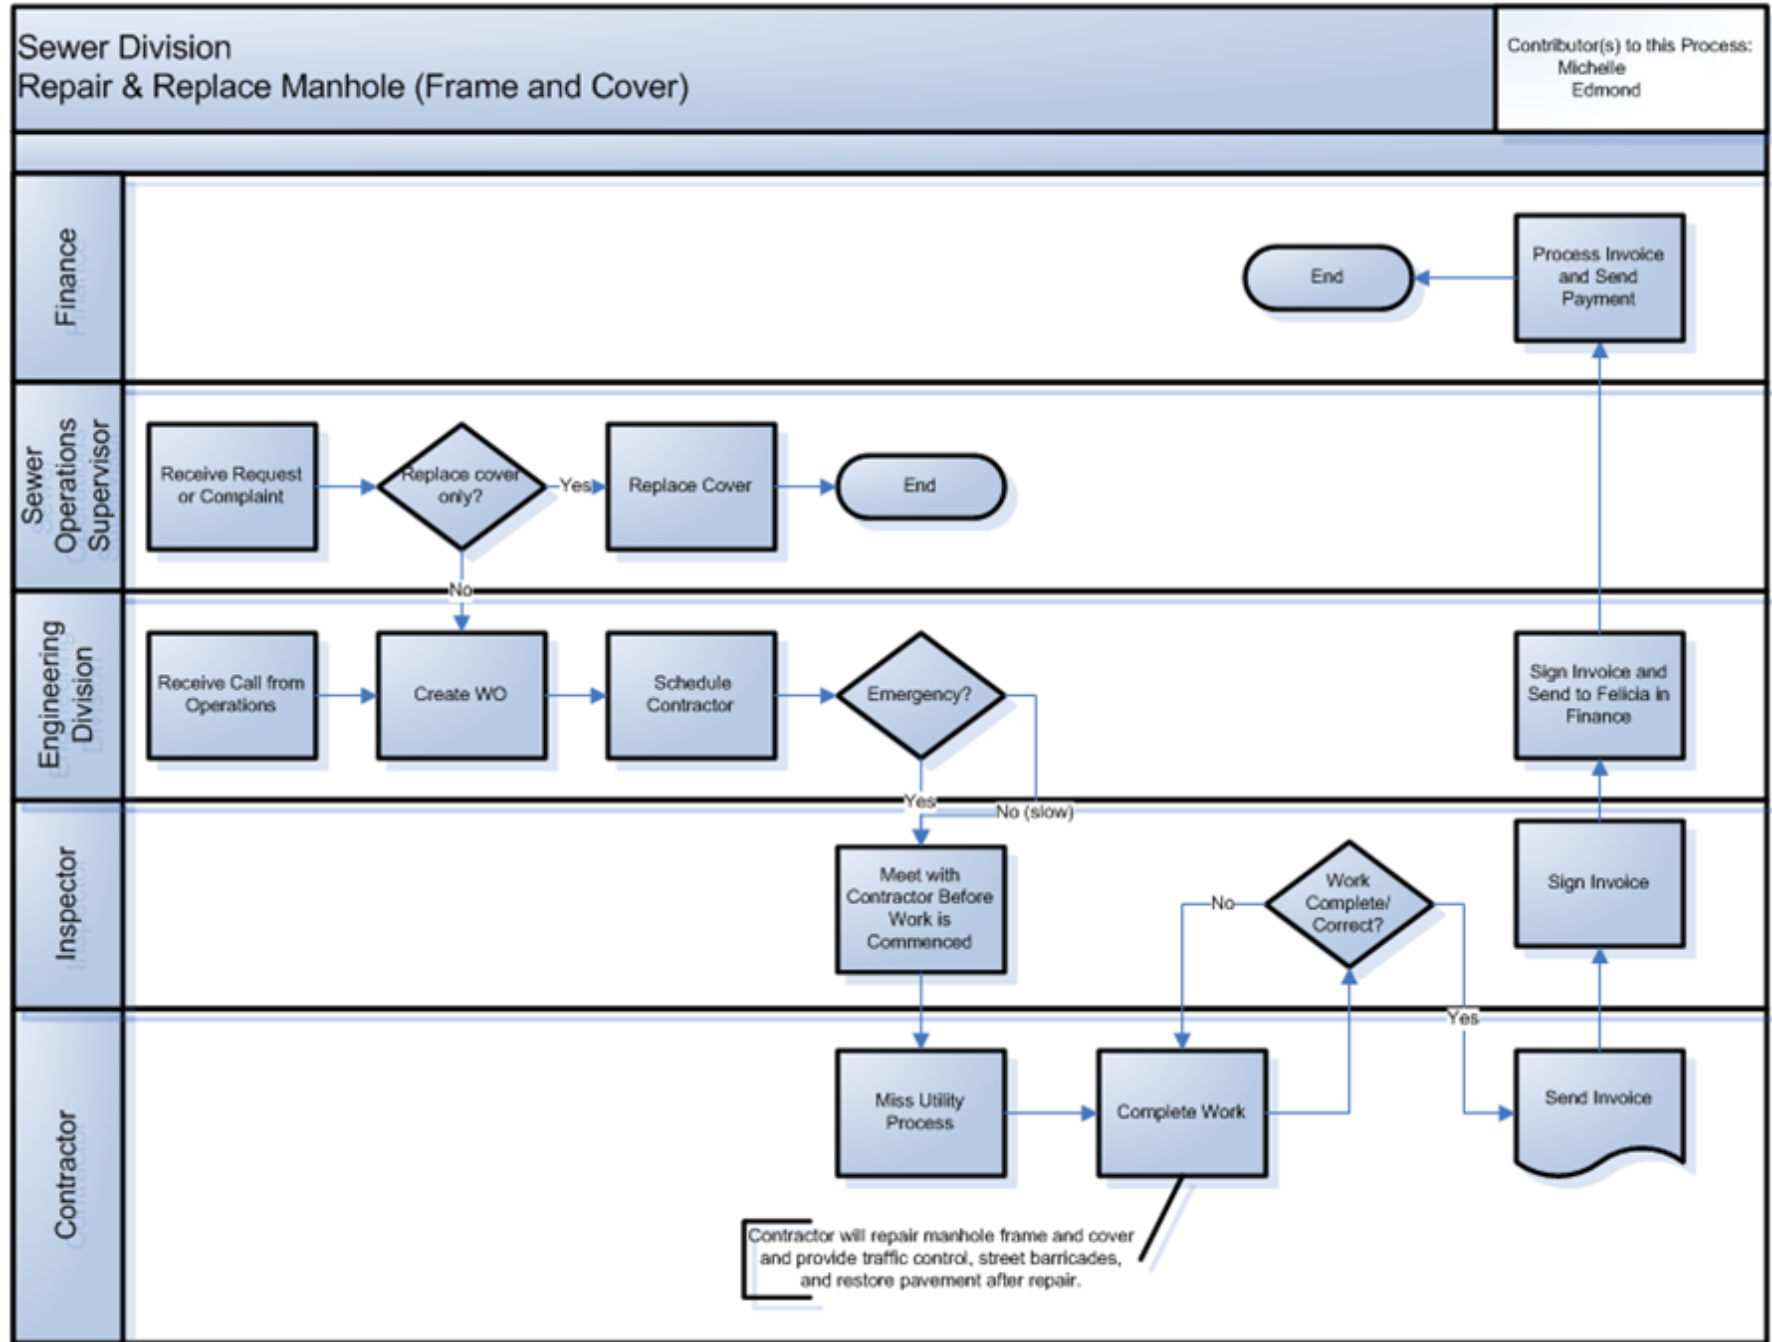 Sewer Division
Repair & Replace Manhole (Frame and Cover)
Contributor(s) to this Process:
Michelle
Edmond
Finance
End
Process Invoice
and Send
Payment
Sewer
Operations
Supervisor
Receive Request
or Complaint
Replace cover
only?
Yes
Replace Cover
End
No
Engineering
Division
Receive Call from
Operations
Create WO
Schedule
Contractor
Emergency?
Sign Invoice and
Send to Felicia in
Finance
Yes
No (slow)
Inspector
Meet with
Contractor Before
Work is
Commenced
No
Work
Complete/
Correct?
Sign Invoice
Yes
Contractor
Miss Utility
Process
Complete Work
Send Invoice
Contractor will repair manhole frame and cover
and provide traffic control, street barricades,
and restore pavement after repair.